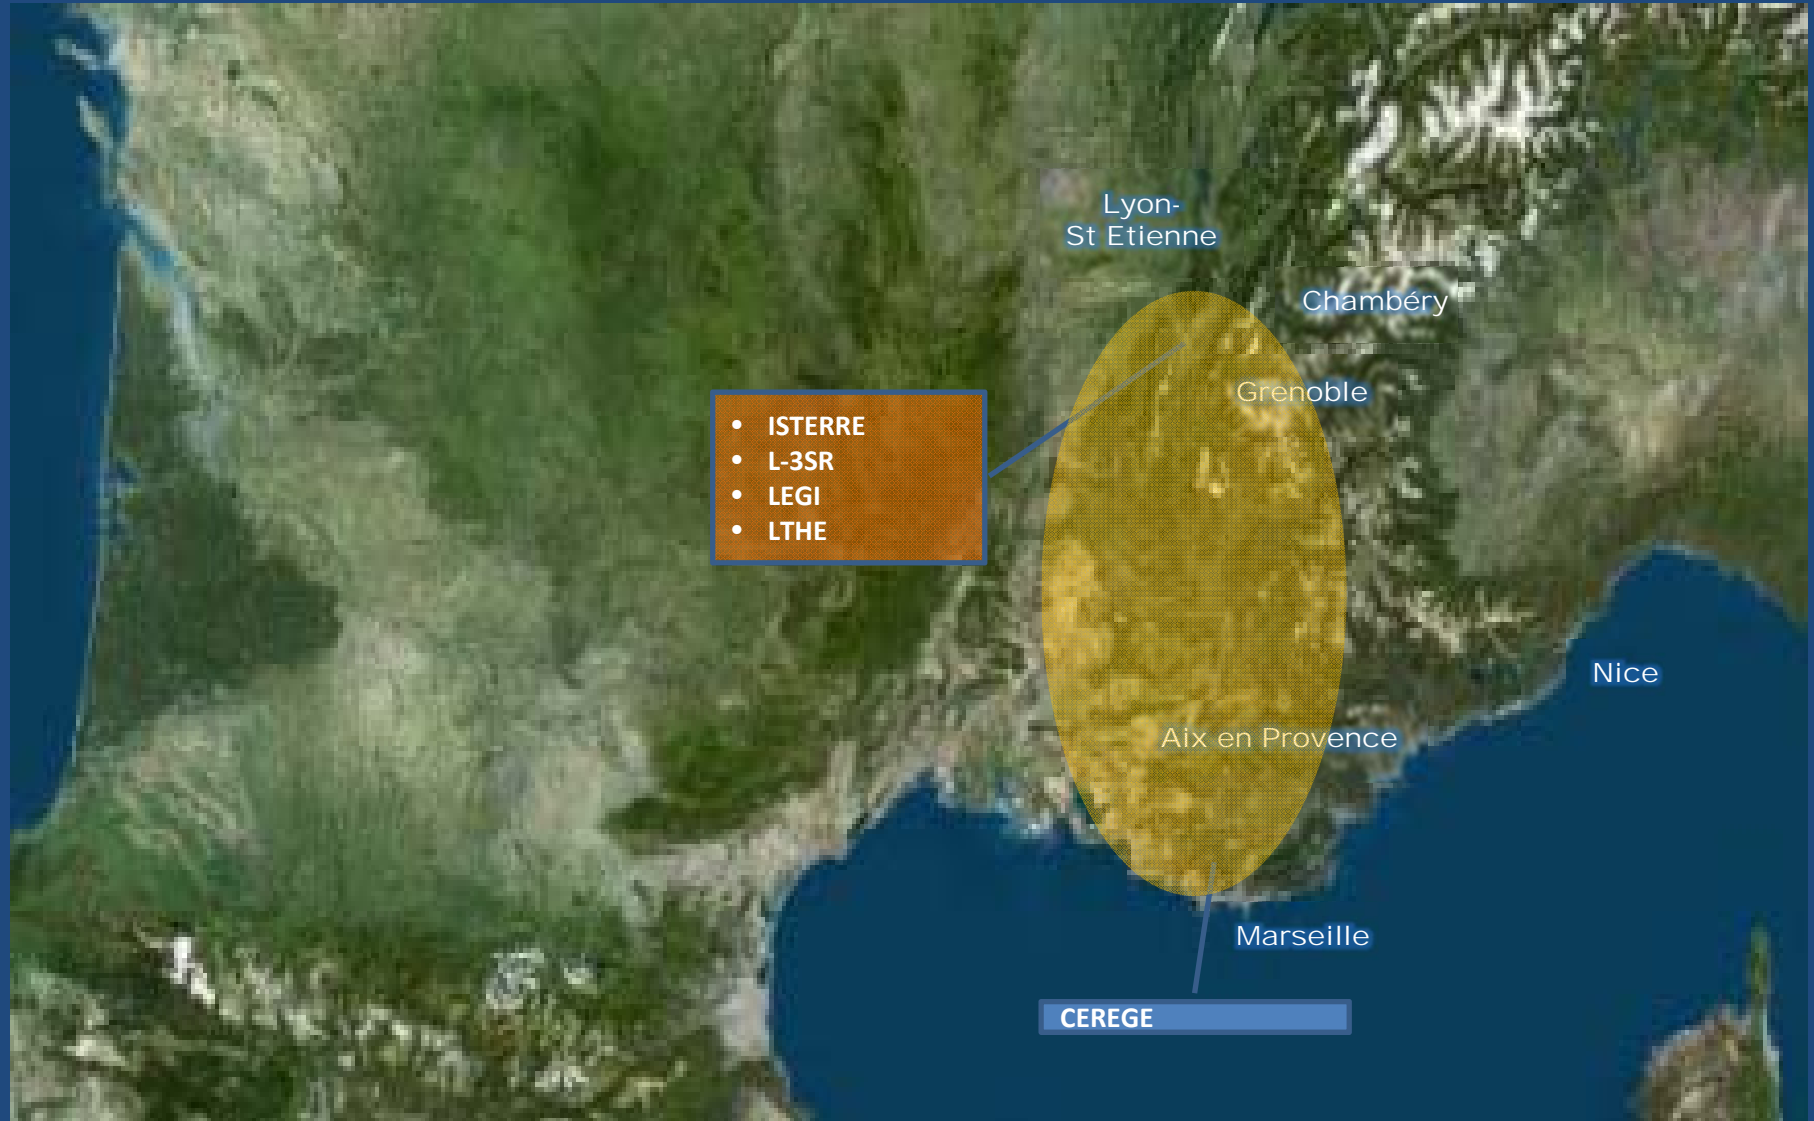 Lyon-
St Etienne
Chambéry
Grenoble
• ISTERRE
• L-3SR
• LEGI
• LTHE
Nice
Aix en Provence
Marseille
CEREGE